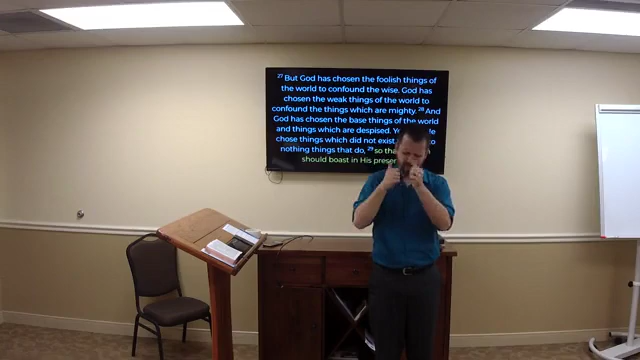 27 But God has chosen the foolish things of
the world to confound the wise. God has
chosen the weak things of the world to
confound the things which are mighty. 28 And
God has chosen the base things of the world
and things which are despised.
chose things which did not exist
nothing things that do, 29 so
should boast in His